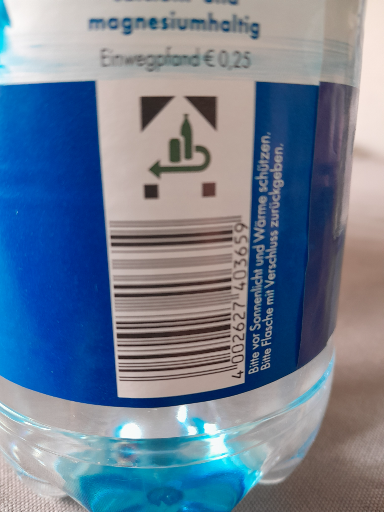 magnesiumhaltig
Einwegpfand € 0,25
4 002627 403659
Bitte vor Sonnenlicht und Wärme schützen.
Bitte Flasche mit Verschluss zurückgeben.